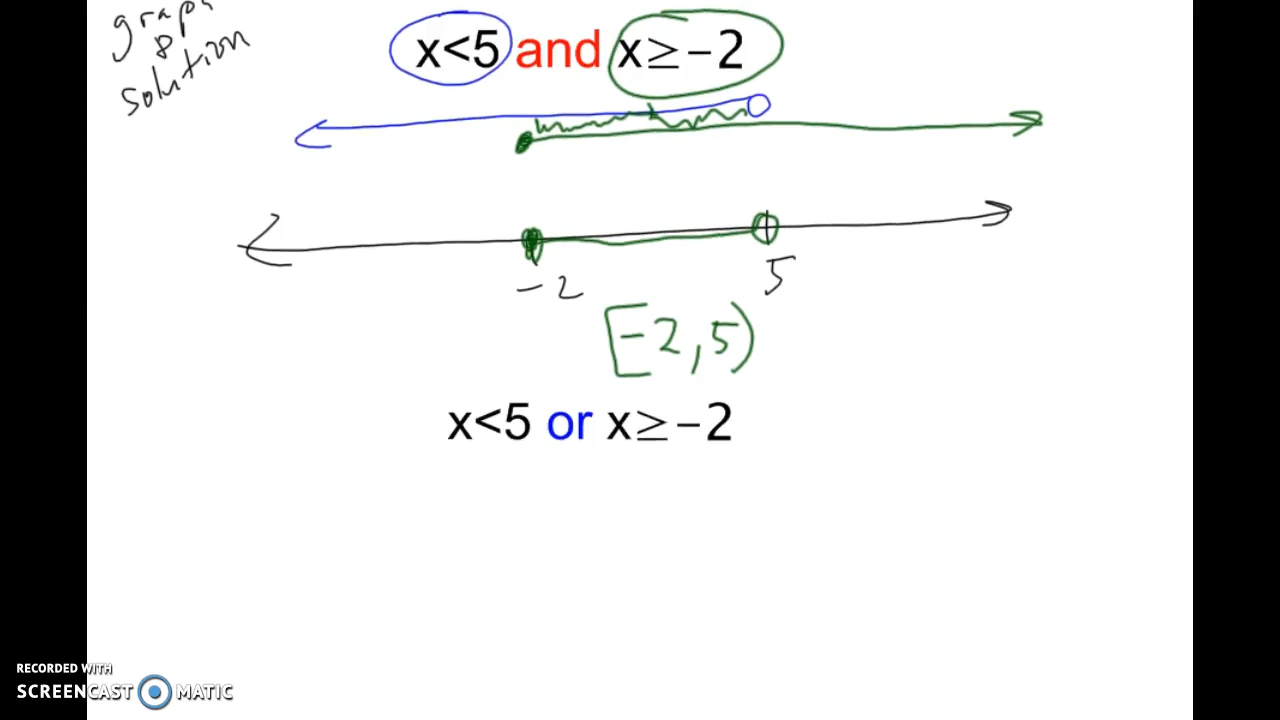 graph
&
solution
x<5 and x≥−2
−2 5
[−2,5)
x<5 or x≥−2
RECORDED WITH
SCREENCAST MATIC